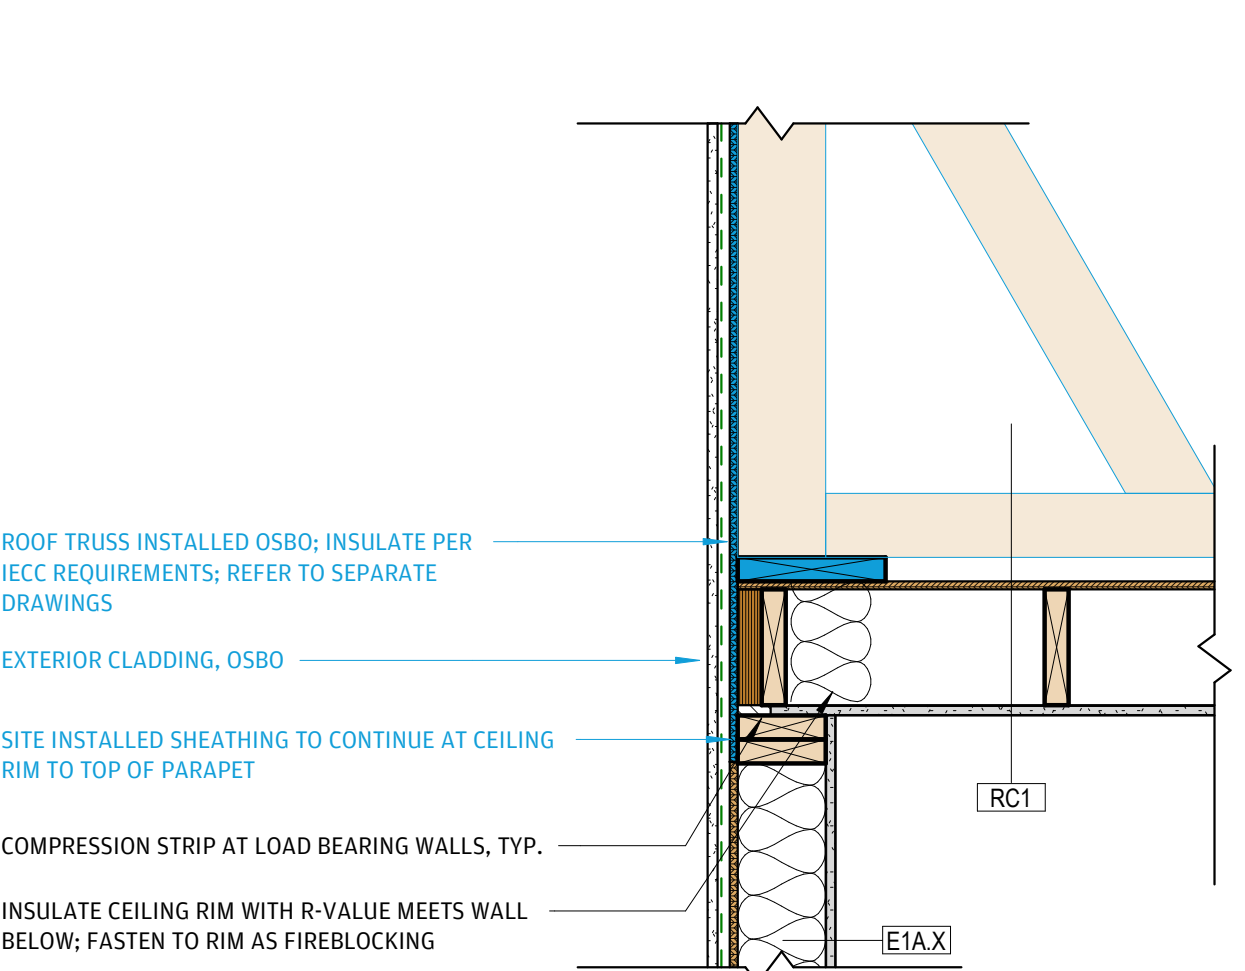 ROOF TRUSS INSTALLED OSBO; INSULATE PER
IECC REQUIREMENTS; REFER TO SEPARATE
DRAWINGS
EXTERIOR CLADDING, OSBO
SITE INSTALLED SHEATHING TO CONTINUE AT CEILING
RIM TO TOP OF PARAPET
RC1
COMPRESSION STRIP AT LOAD BEARING WALLS, TYP.
INSULATE CEILING RIM WITH R-VALUE MEETS WALL
BELOW; FASTEN TO RIM AS FIREBLOCKING
E1A.X